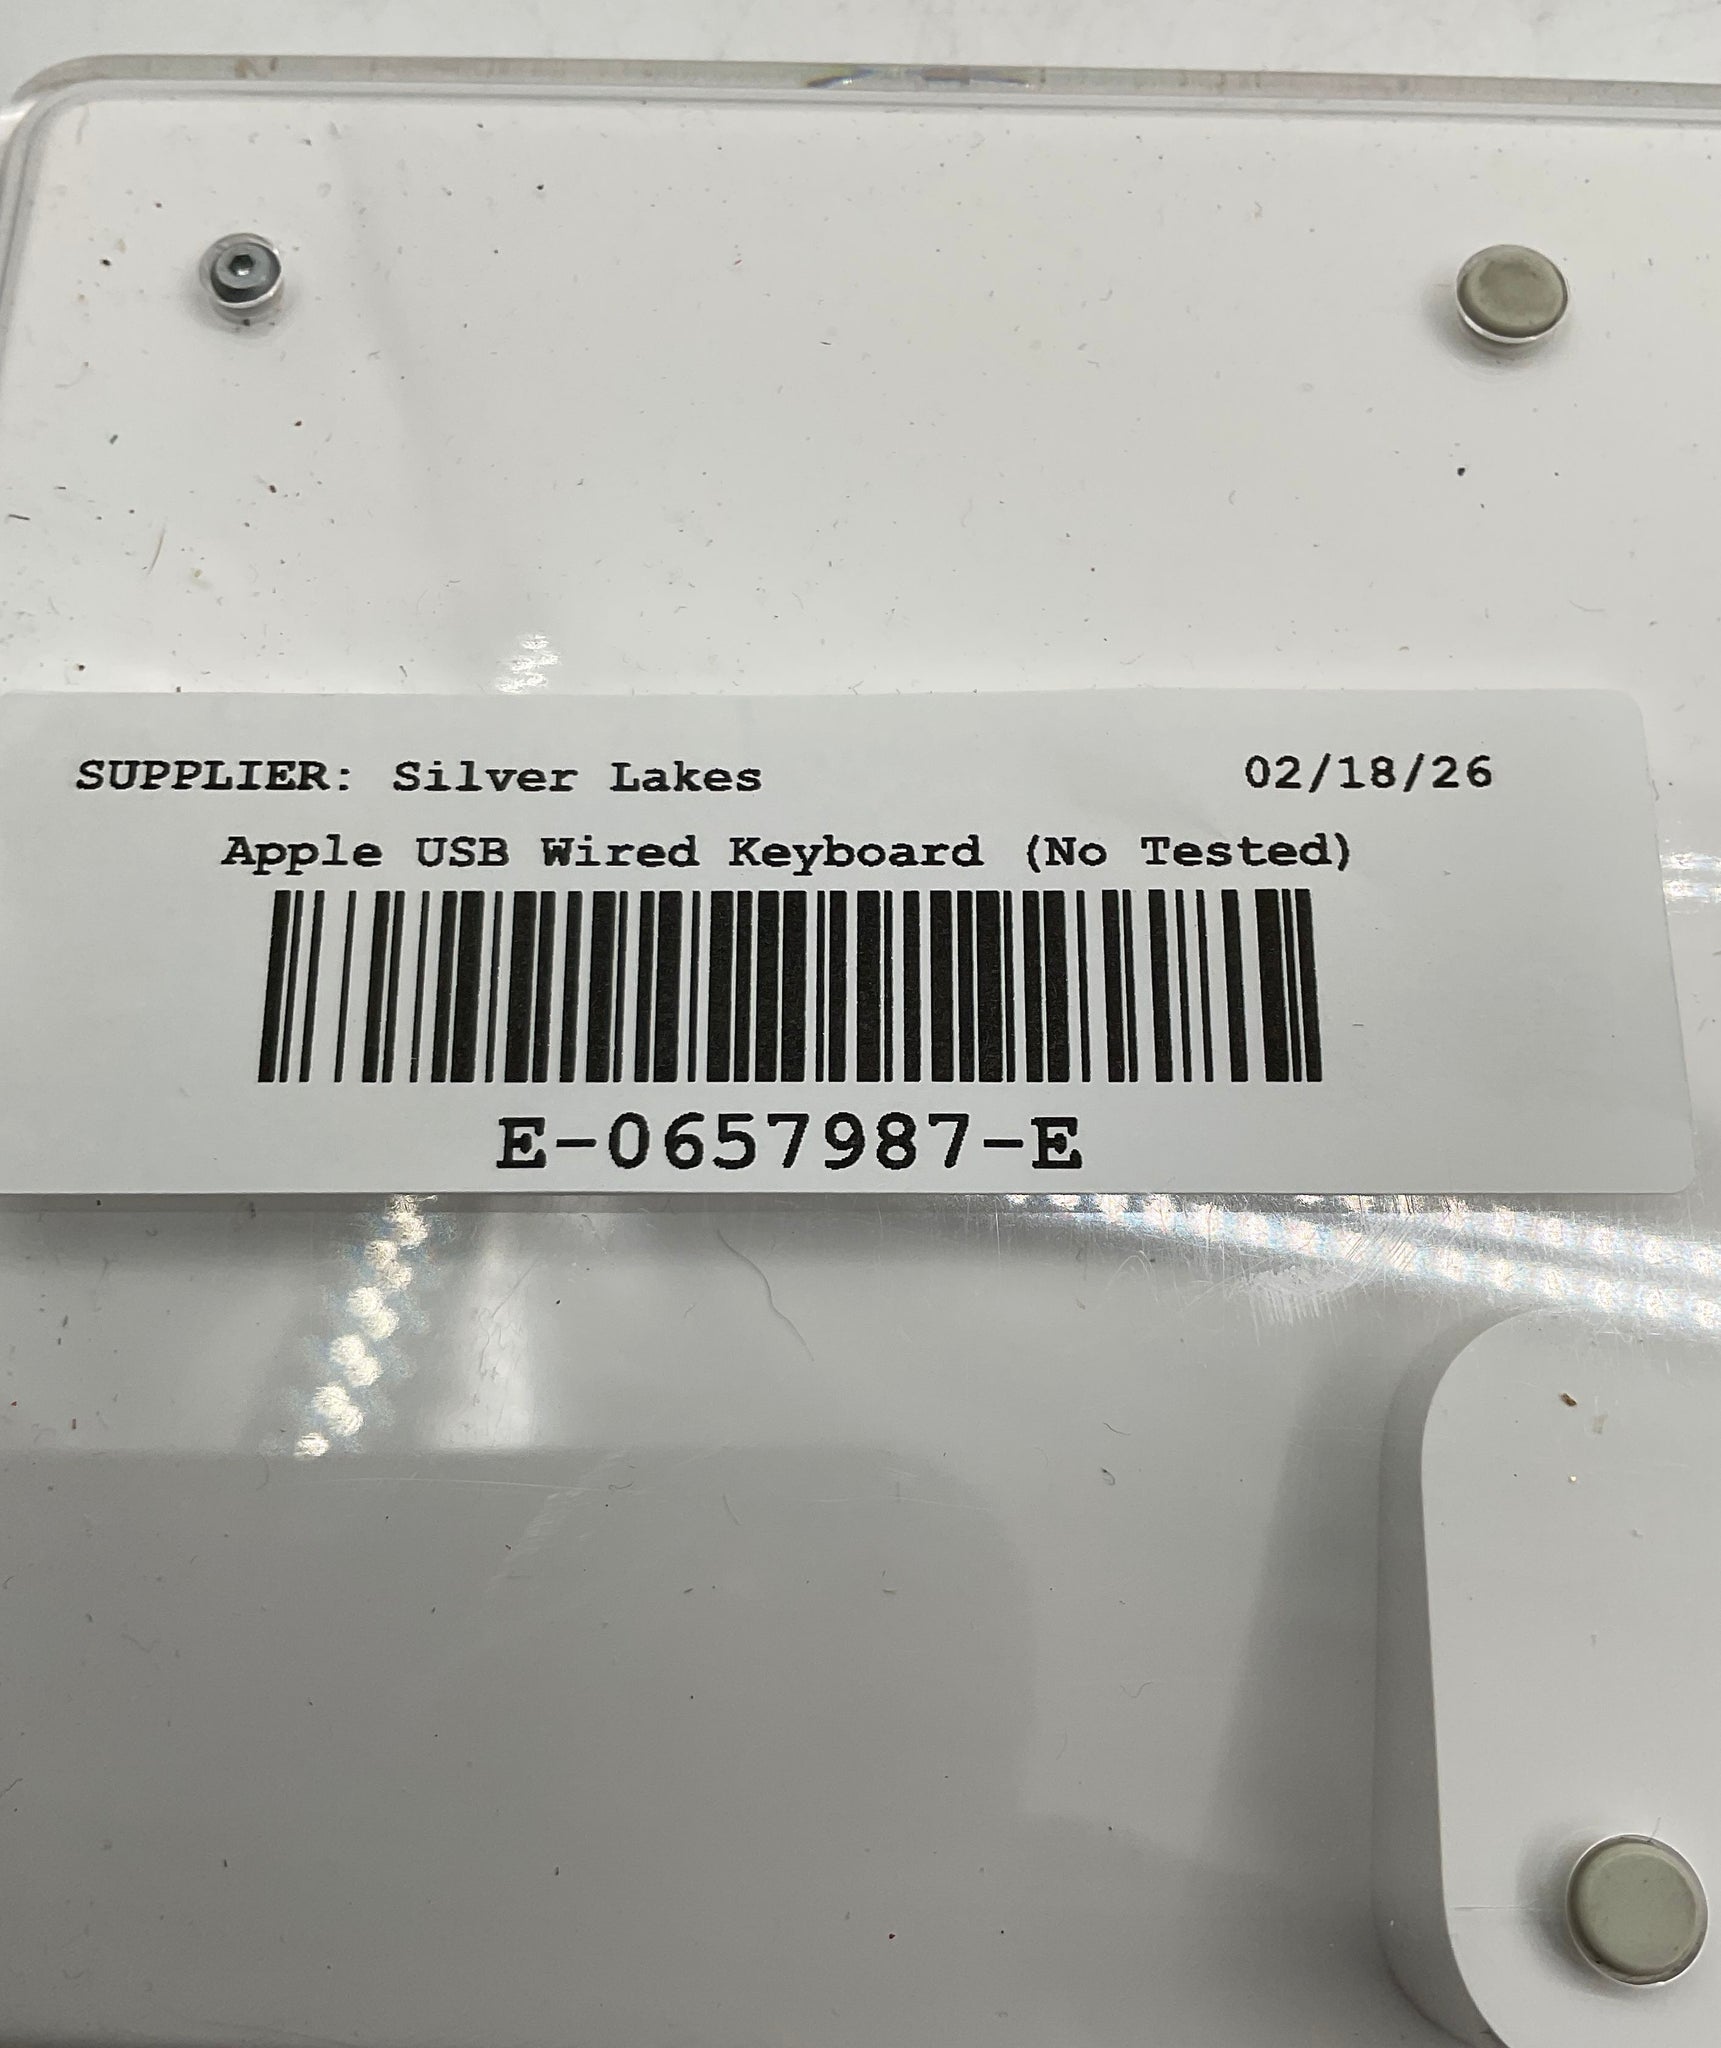 SUPPLIER: Silver Lakes 02/18/26
Apple USB Wired Keyboard (No Tested)
E-0657987-E